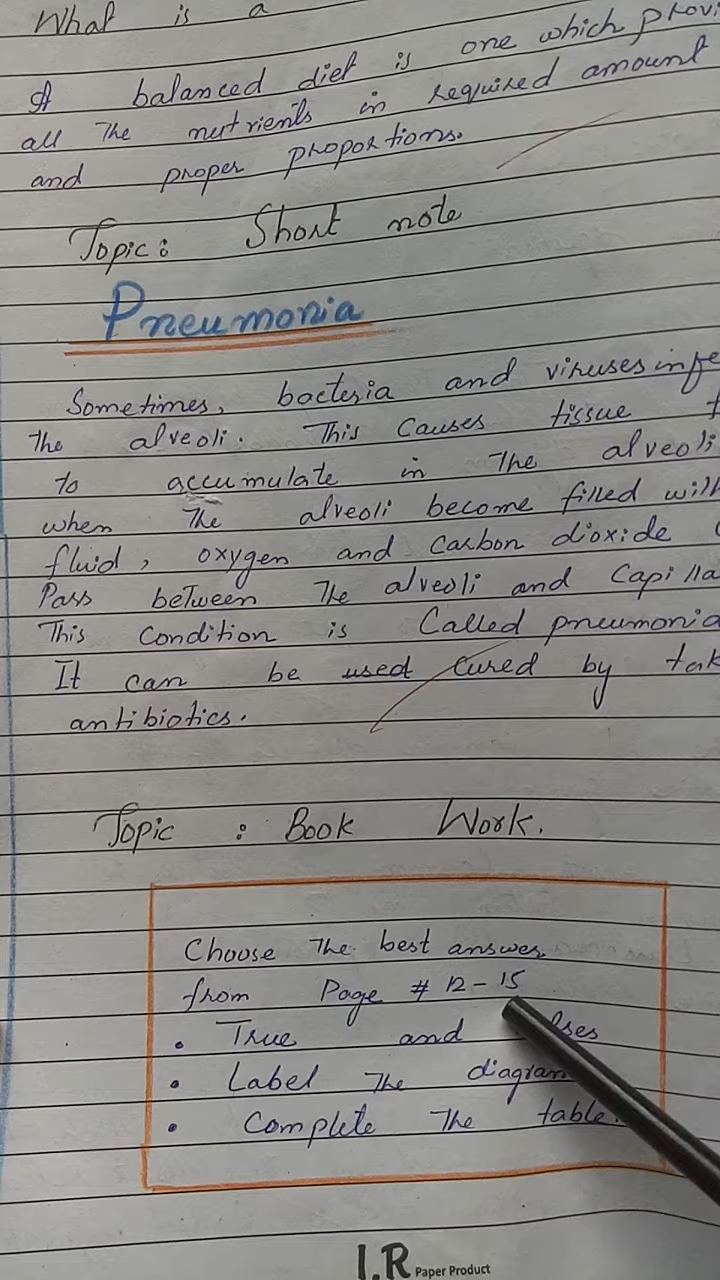 What is a
A balanced diet is one which provi
all the nutrients in required amount
and proper proportions.
Topic: Short note
Pneumonia
Sometimes, bacteria and viruses infe
the alveoli. This causes tissue f
to accumulate in the alveoli
when the alveoli become filled with
fluid, oxygen and carbon dioxide c
Pass between the alveoli and Capilla
This condition is called pneumonia
It can be used cured by tak
antibiotics.
Topic : Book Work.
Choose the best answer
from Page # 12-15
• True and lses
• Label the diagram
• Complete the table.
I.R Paper Product